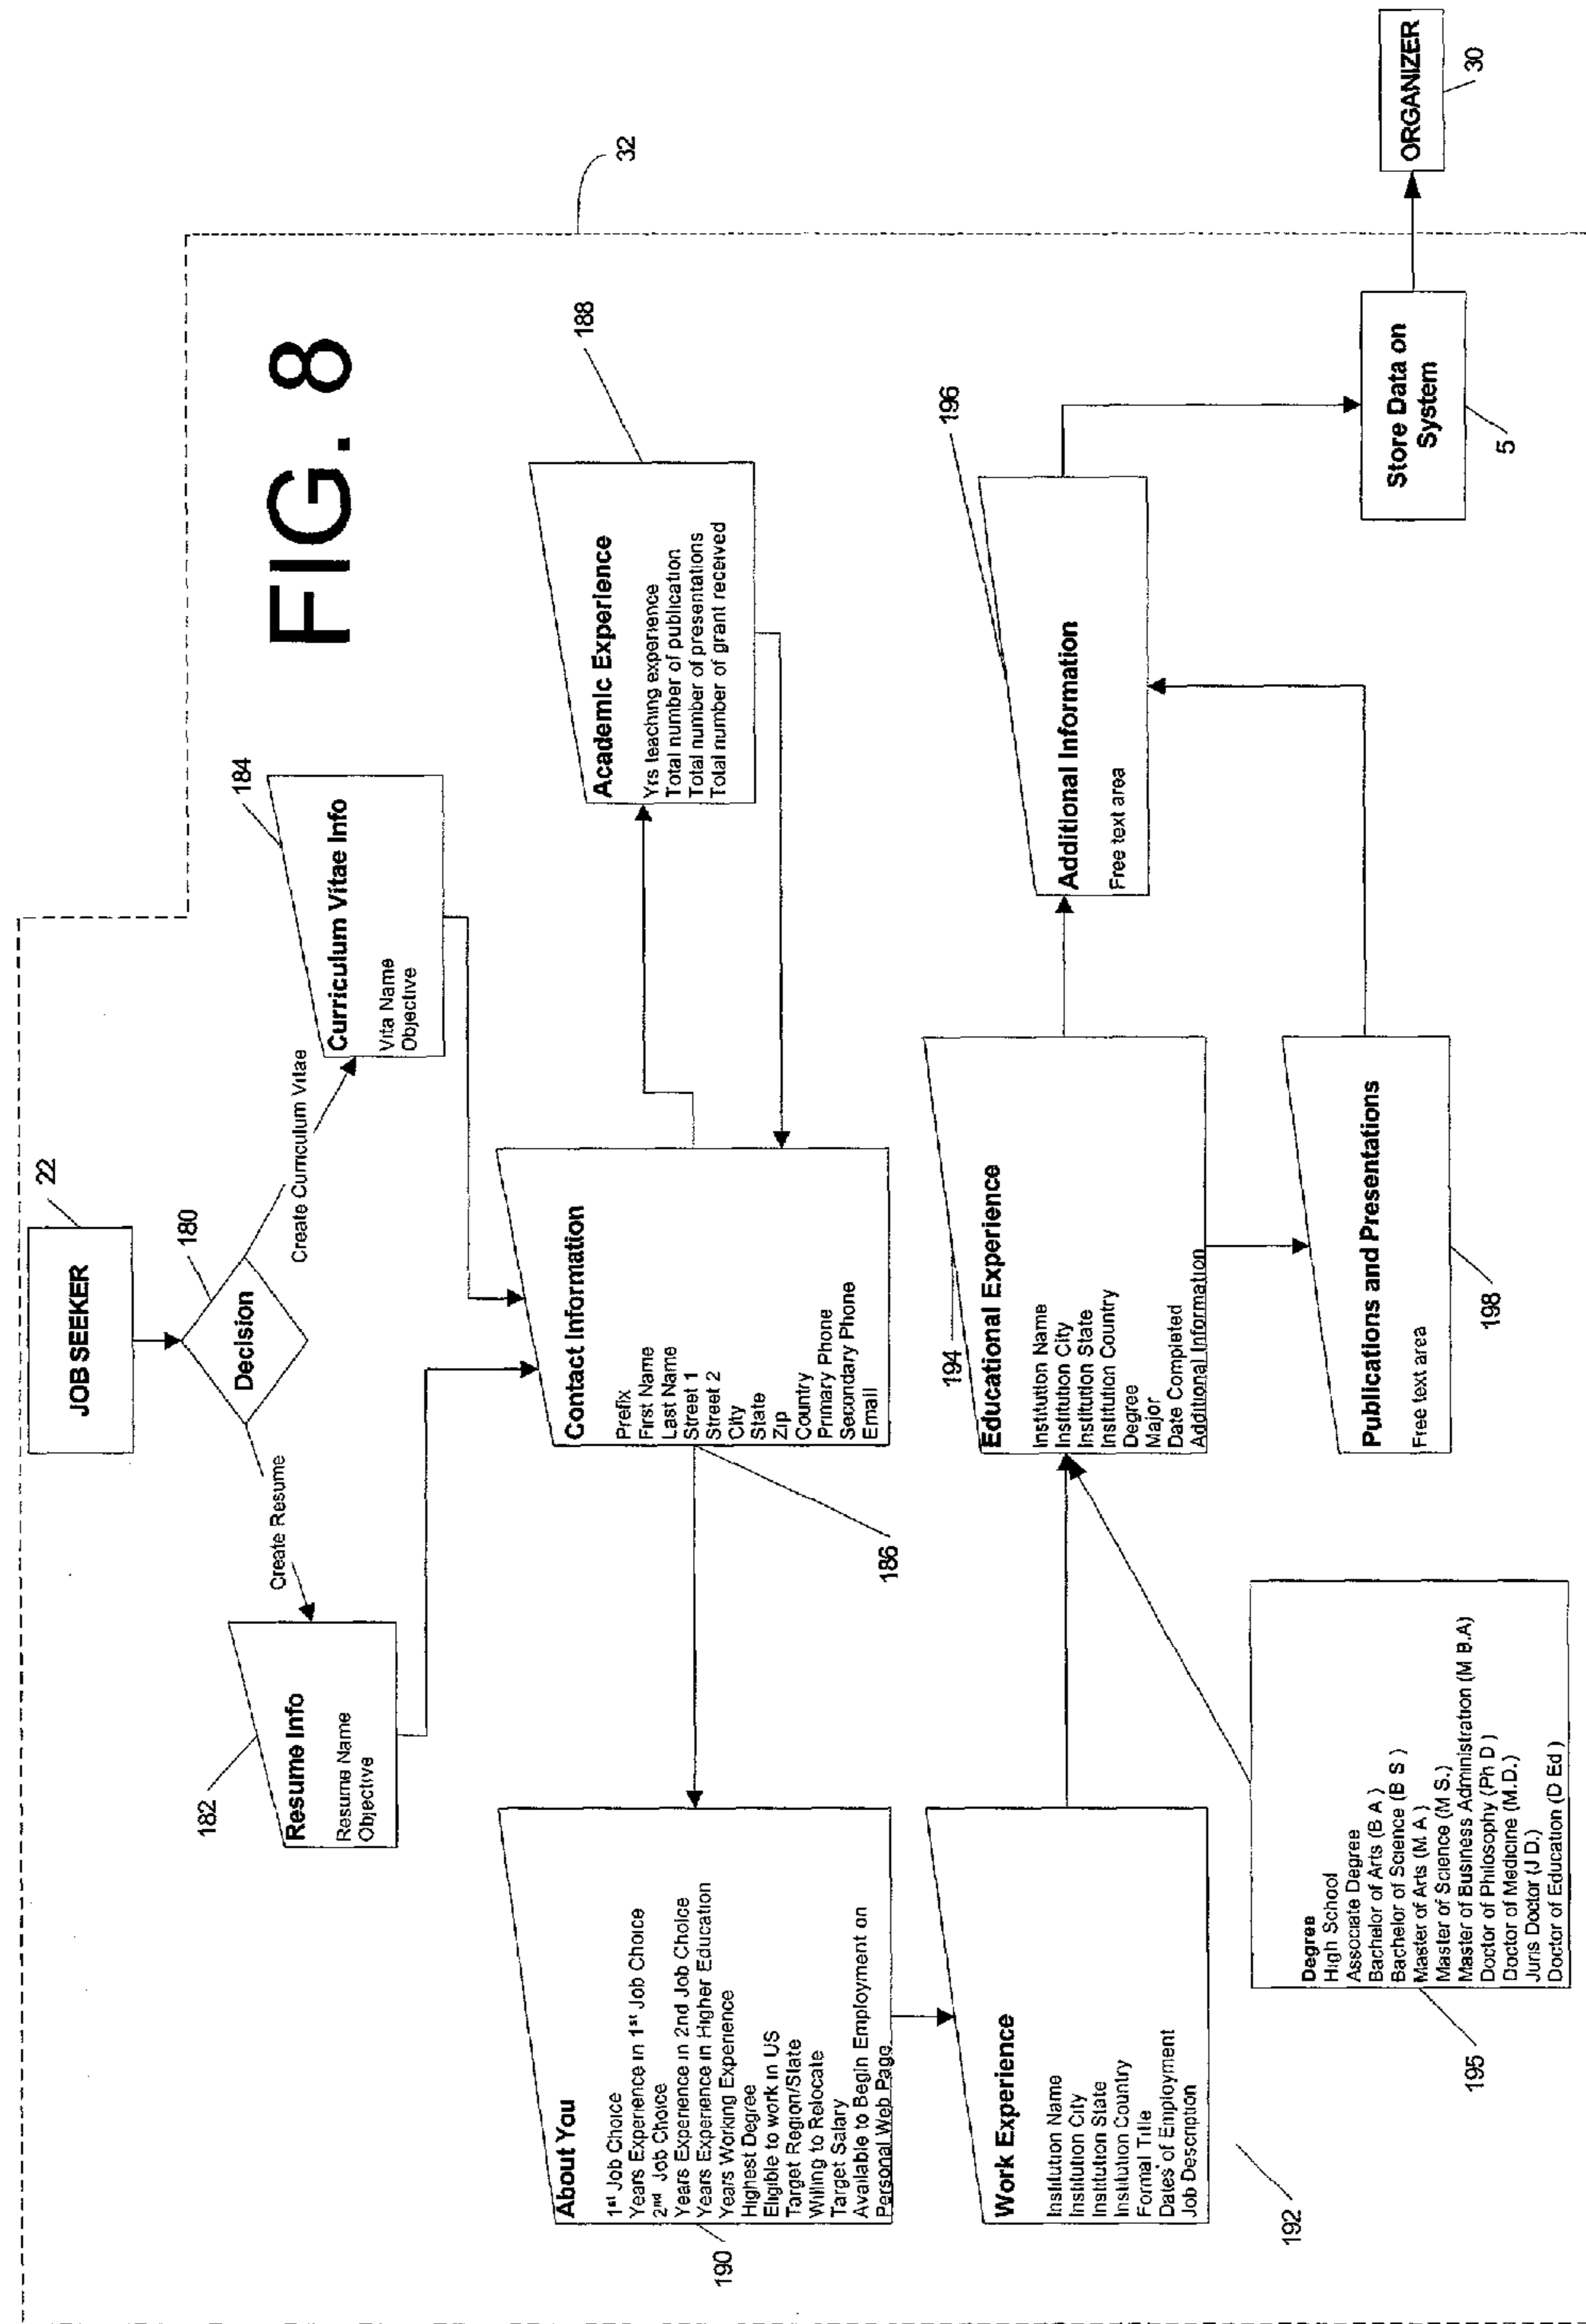 FIG. 8
32
22
JOB SEEKER
180
Decision
Create Resume
Create Curriculum Vitae
182
Resume Info
Resume Name
Objective
184
Curriculum Vitae Info
Vita Name
Objective
Contact Information
Prefix
First Name
Last Name
Street 1
Street 2
City
State
Zip
Country
Primary Phone
Secondary Phone
Email
186
188
Academic Experience
Yrs teaching experience
Total number of publication
Total number of presentations
Total number of grant received
About You
1st Job Choice
Years Experience in 1st Job Choice
2nd Job Choice
Years Experience in 2nd Job Choice
Years Experience in Higher Education
Years Working Experience
Highest Degree
Eligible to work in US
Target Region/State
Willing to Relocate
Target Salary
Available to Begin Employment on
Personal Web Page
190
Work Experience
Institution Name
Institution City
Institution State
Institution Country
Formal Title
Dates of Employment
Job Description
192
194
Educational Experience
Institution Name
Institution City
Institution State
Institution Country
Degree
Major
Date Completed
Additional Information
Degree
High School
Associate Degree
Bachelor of Arts (B A )
Bachelor of Science (B S )
Master of Arts (M A )
Master of Science (M S.)
Master of Business Administration (M B.A)
Doctor of Philosophy (Ph D )
Doctor of Medicine (M.D.)
Juris Doctor (J D.)
Doctor of Education (D Ed )
195
Publications and Presentations
Free text area
198
196
Additional Information
Free text area
Store Data on
System
5
ORGANIZER
30